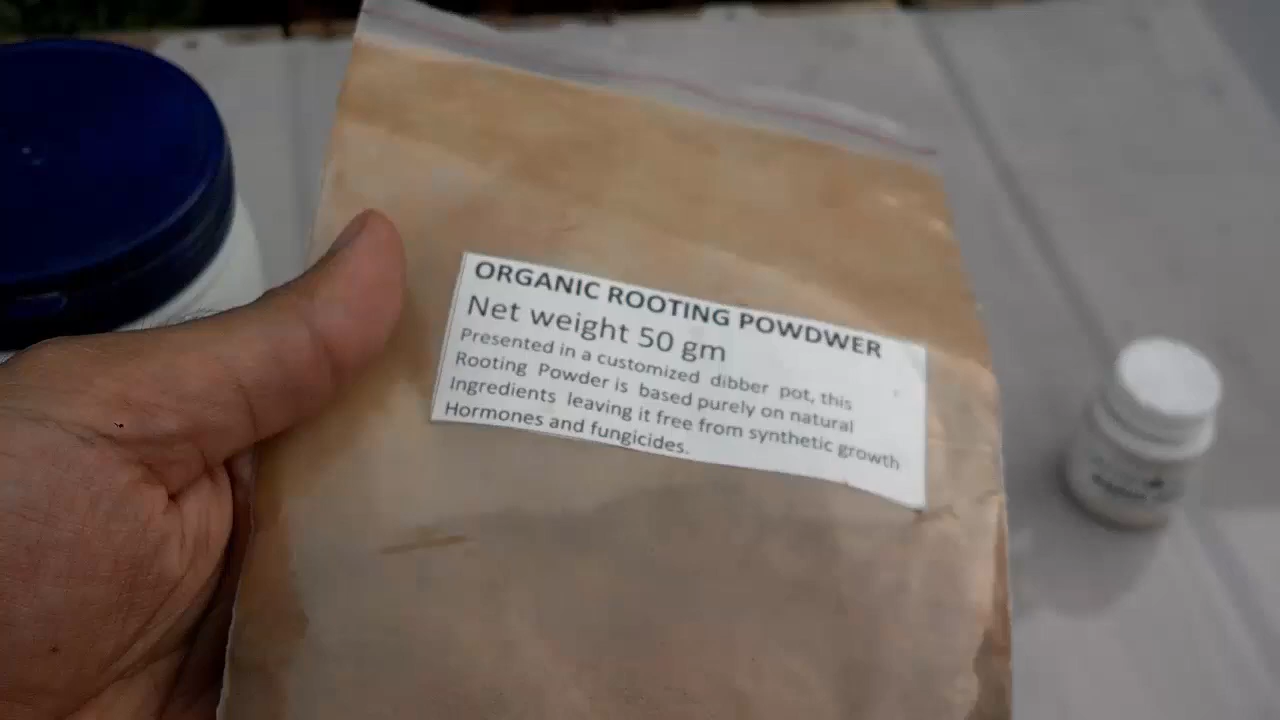 ORGANIC ROOTING POWDWER
Net weight 50 gm
Presented in a customized dibber pot, this
Rooting Powder is based purely on natural
Ingredients leaving it free from synthetic growth
Hormones and fungicides.